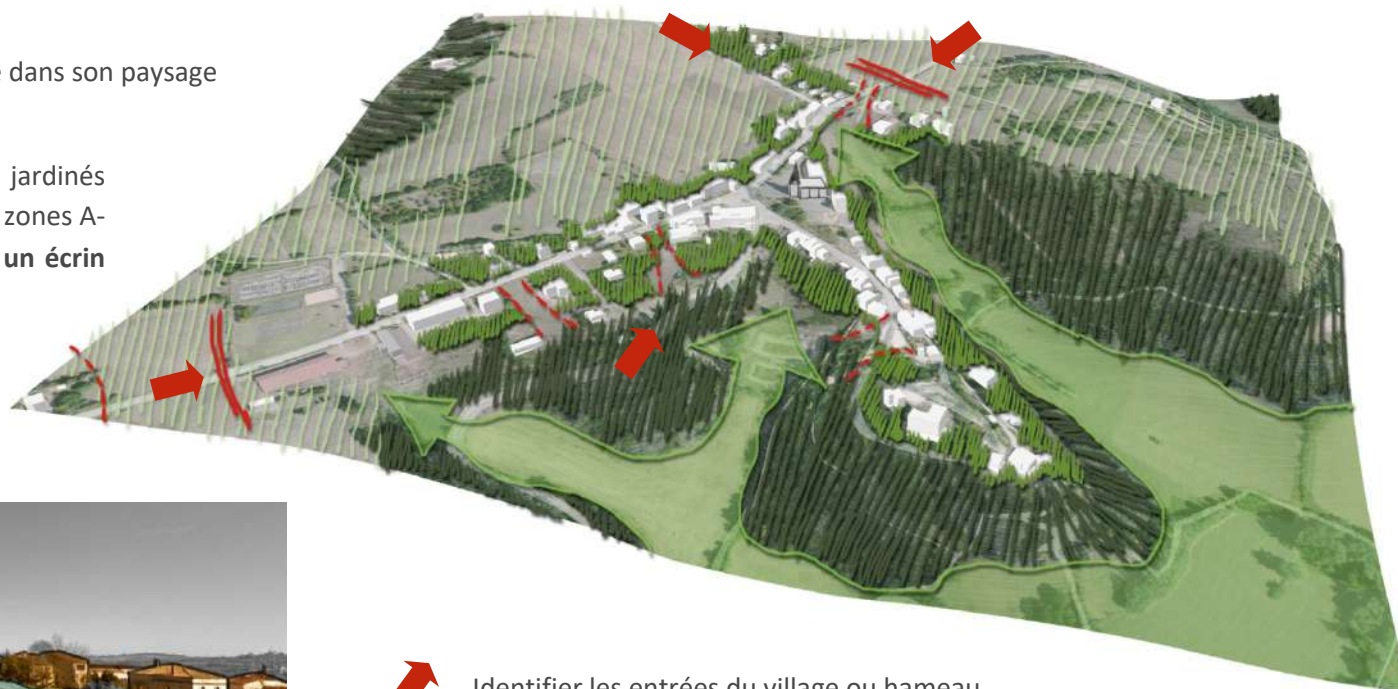 dans son paysage
jardinés
zones A-
un écrin
Identifier les entrées du village ou hameau